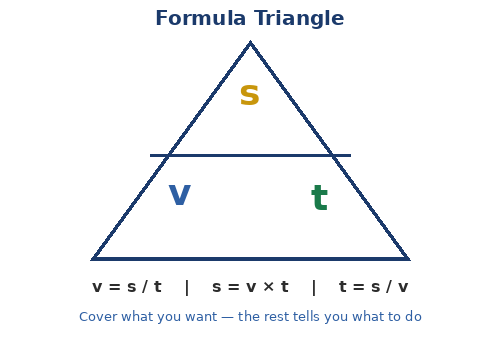 Formula Triangle
s
v t
v = s / t | s = v × t | t = s / v
Cover what you want — the rest tells you what to do